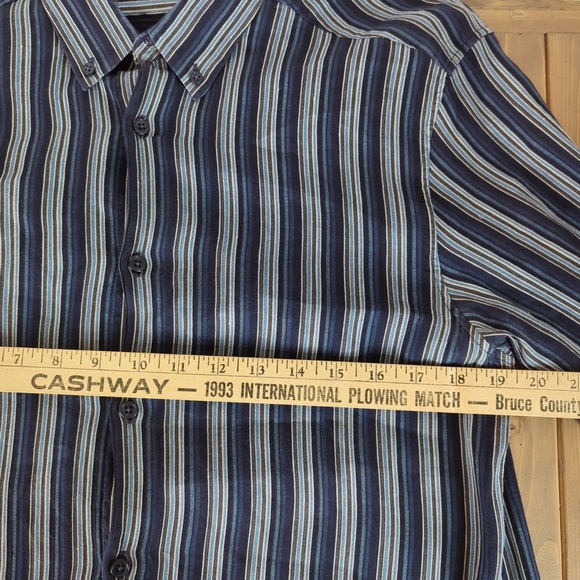 7 8 9 10 11 12 13 14 15 16 17 18 19 20 2
CASHWAY — 1993 INTERNATIONAL PLOWING MATCH — Bruce County